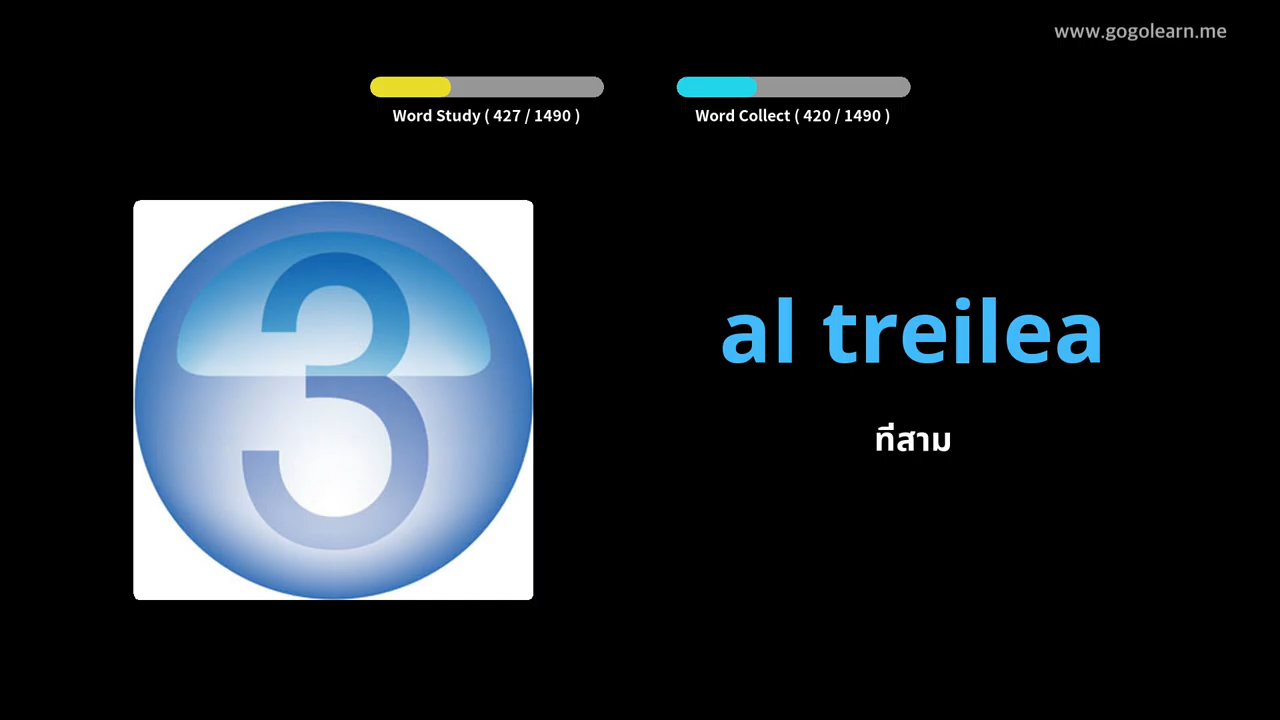 www.gogolearn.me
Word Study ( 427 / 1490 )
Word Collect ( 420 / 1490 )
3
al treilea
ที่สาม